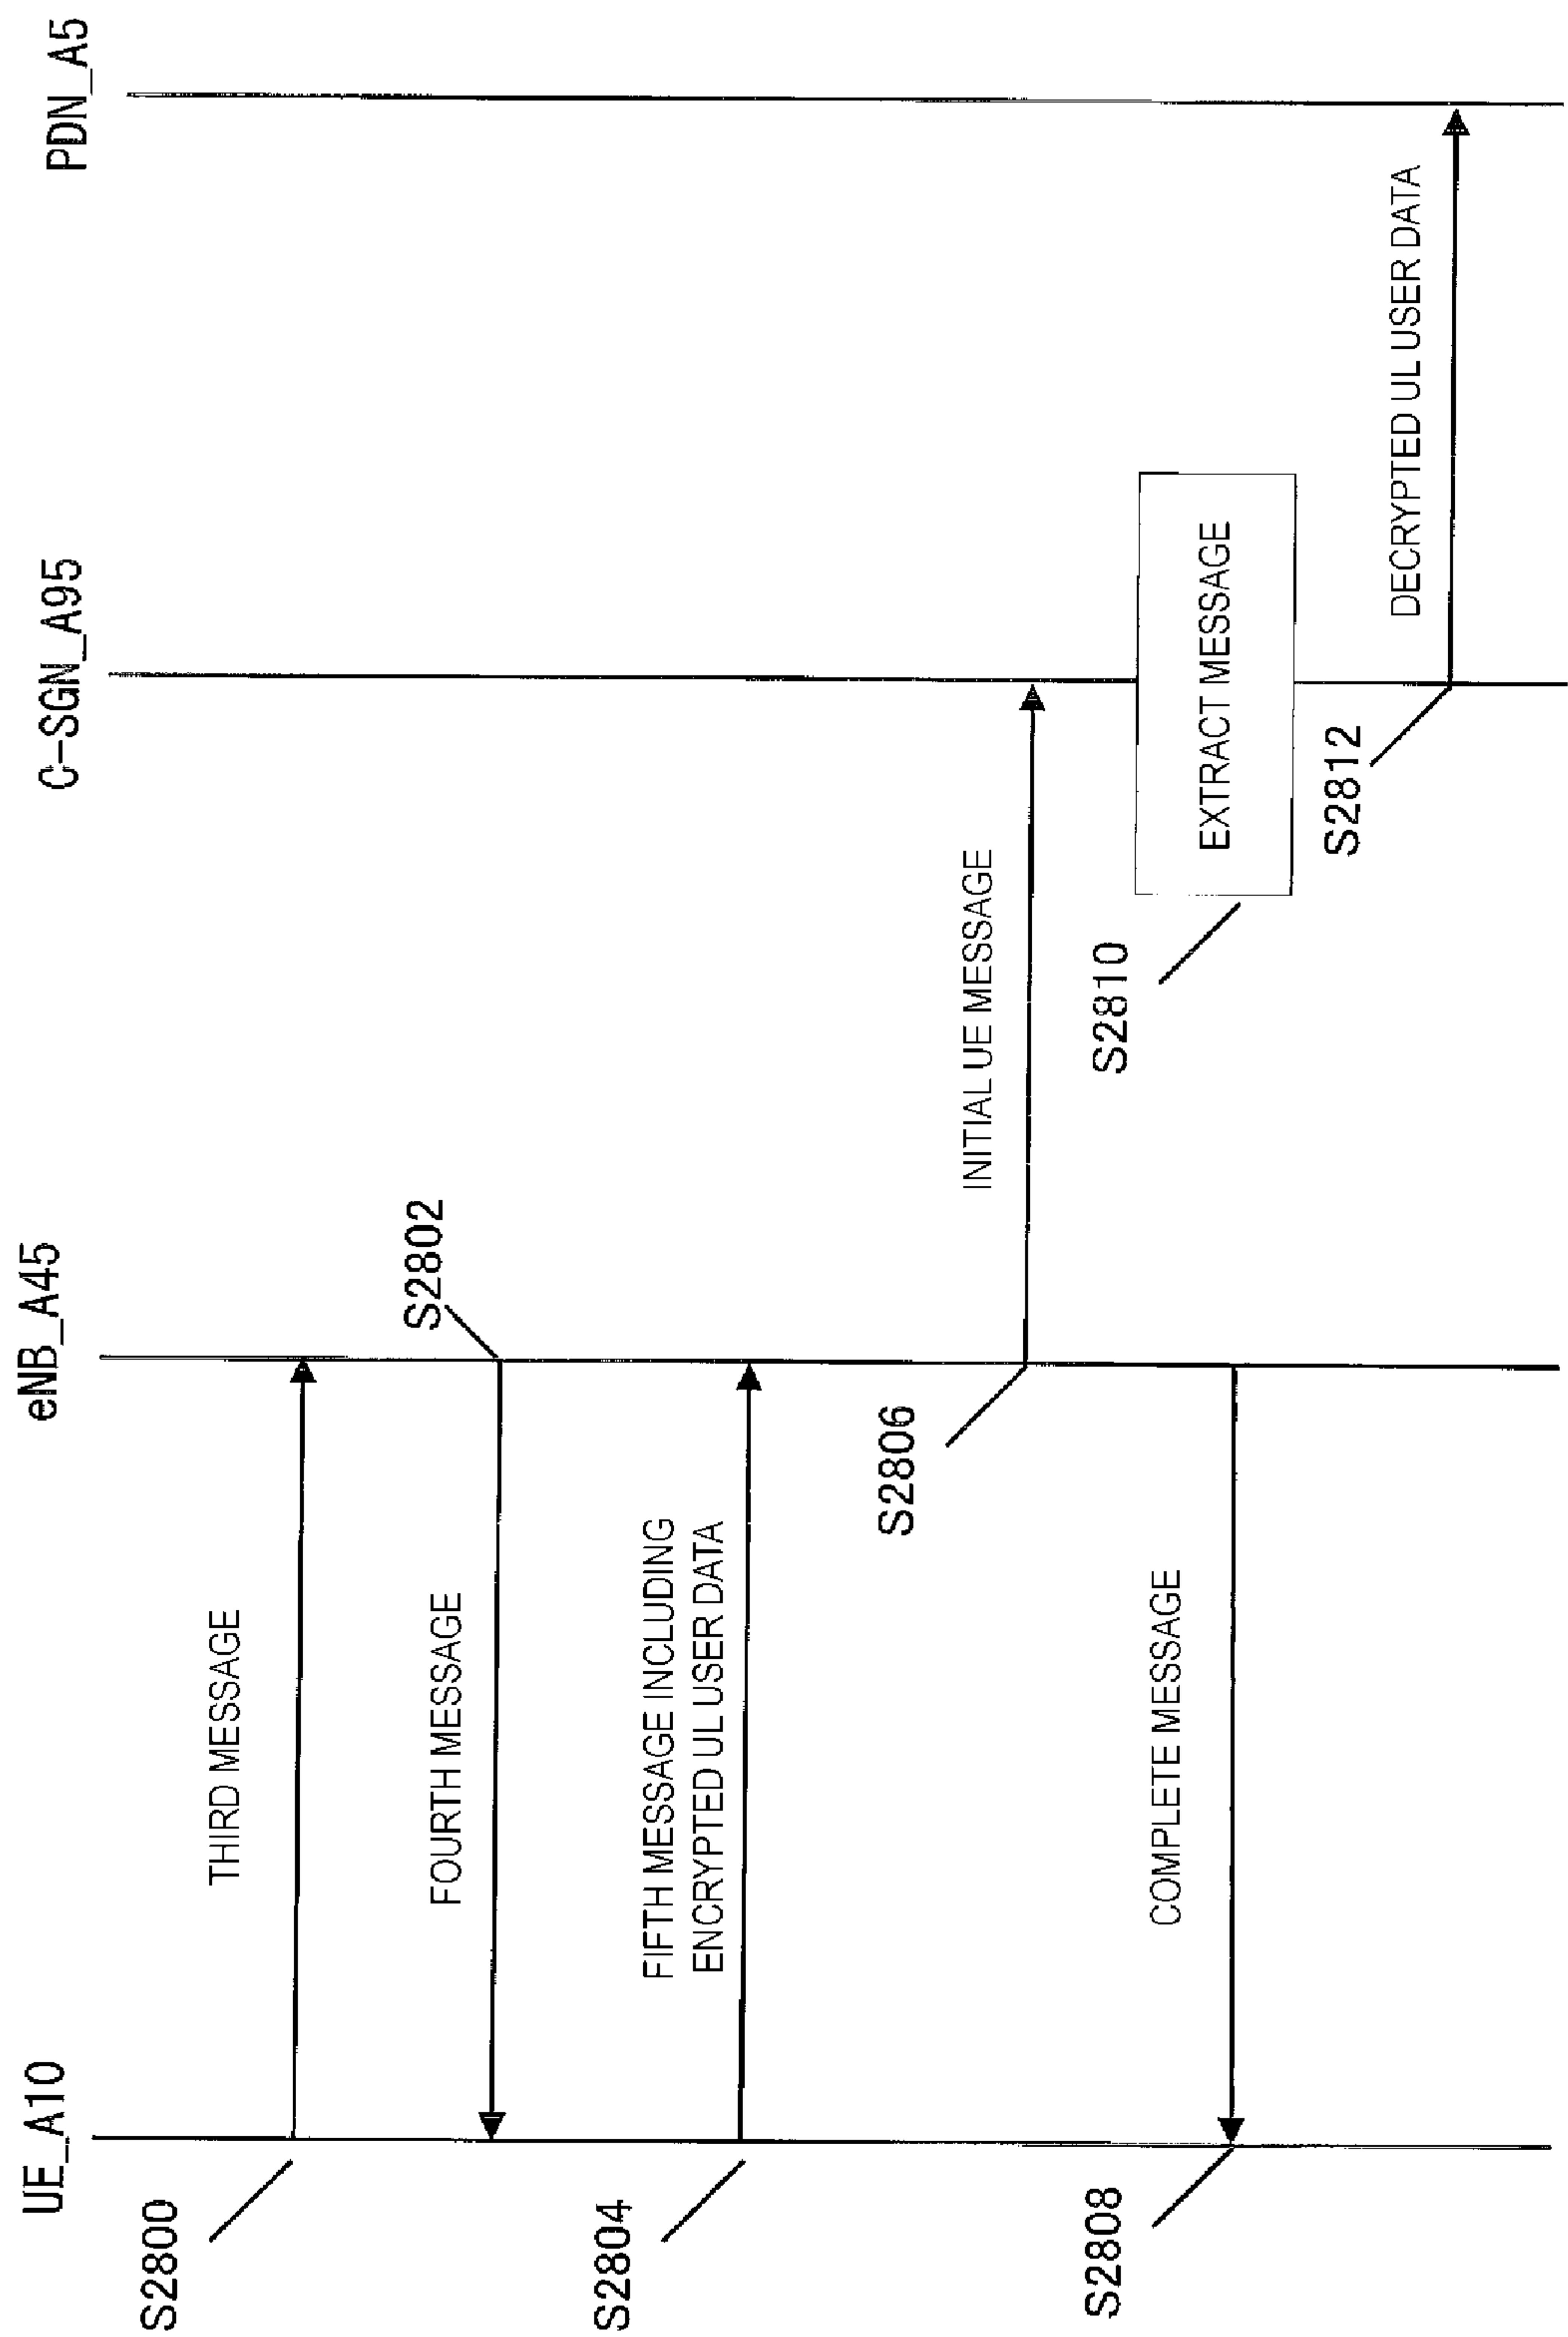 UE_A10
eNB_A45
C-SGN_A95
PDN_A5
S2800
THIRD MESSAGE
S2802
FOURTH MESSAGE
S2804
FIFTH MESSAGE INCLUDING
ENCRYPTED UL USER DATA
S2806
INITIAL UE MESSAGE
S2808
COMPLETE MESSAGE
S2810
EXTRACT MESSAGE
S2812
DECRYPTED UL USER DATA